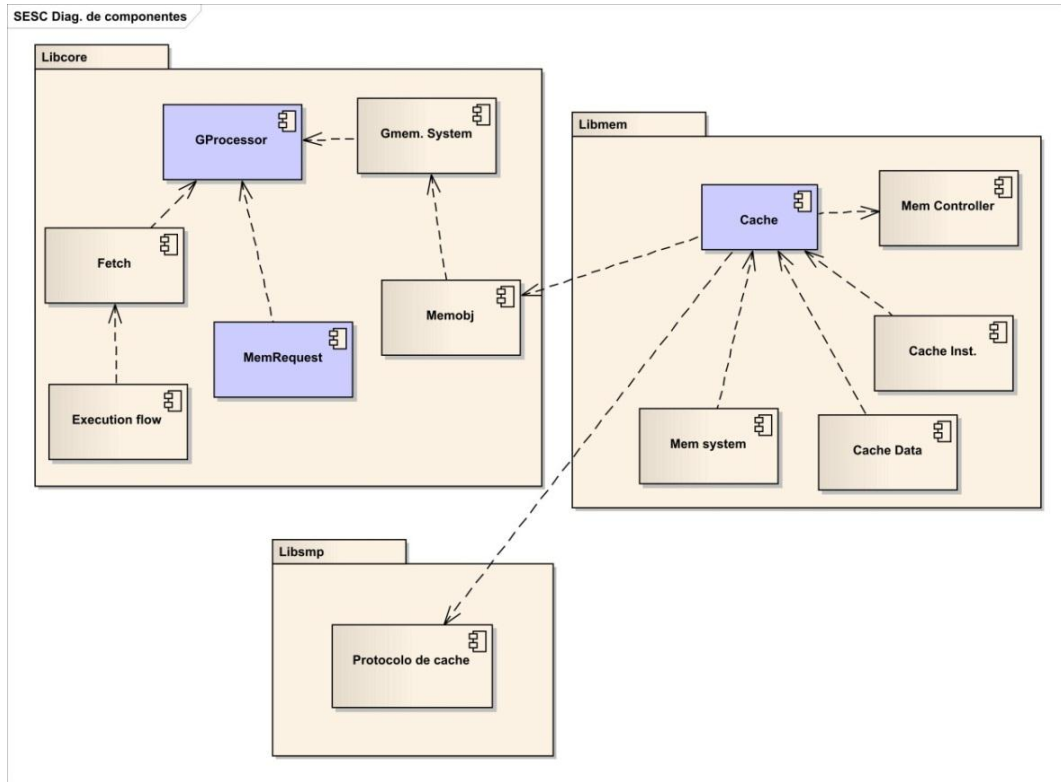 SESC Diag. de componentes
Libcore
GProcessor
Gmem. System
Fetch
Memobj
MemRequest
Execution flow
Libmem
Cache
Mem Controller
Cache Inst.
Mem system
Cache Data
Libsmp
Protocolo de cache